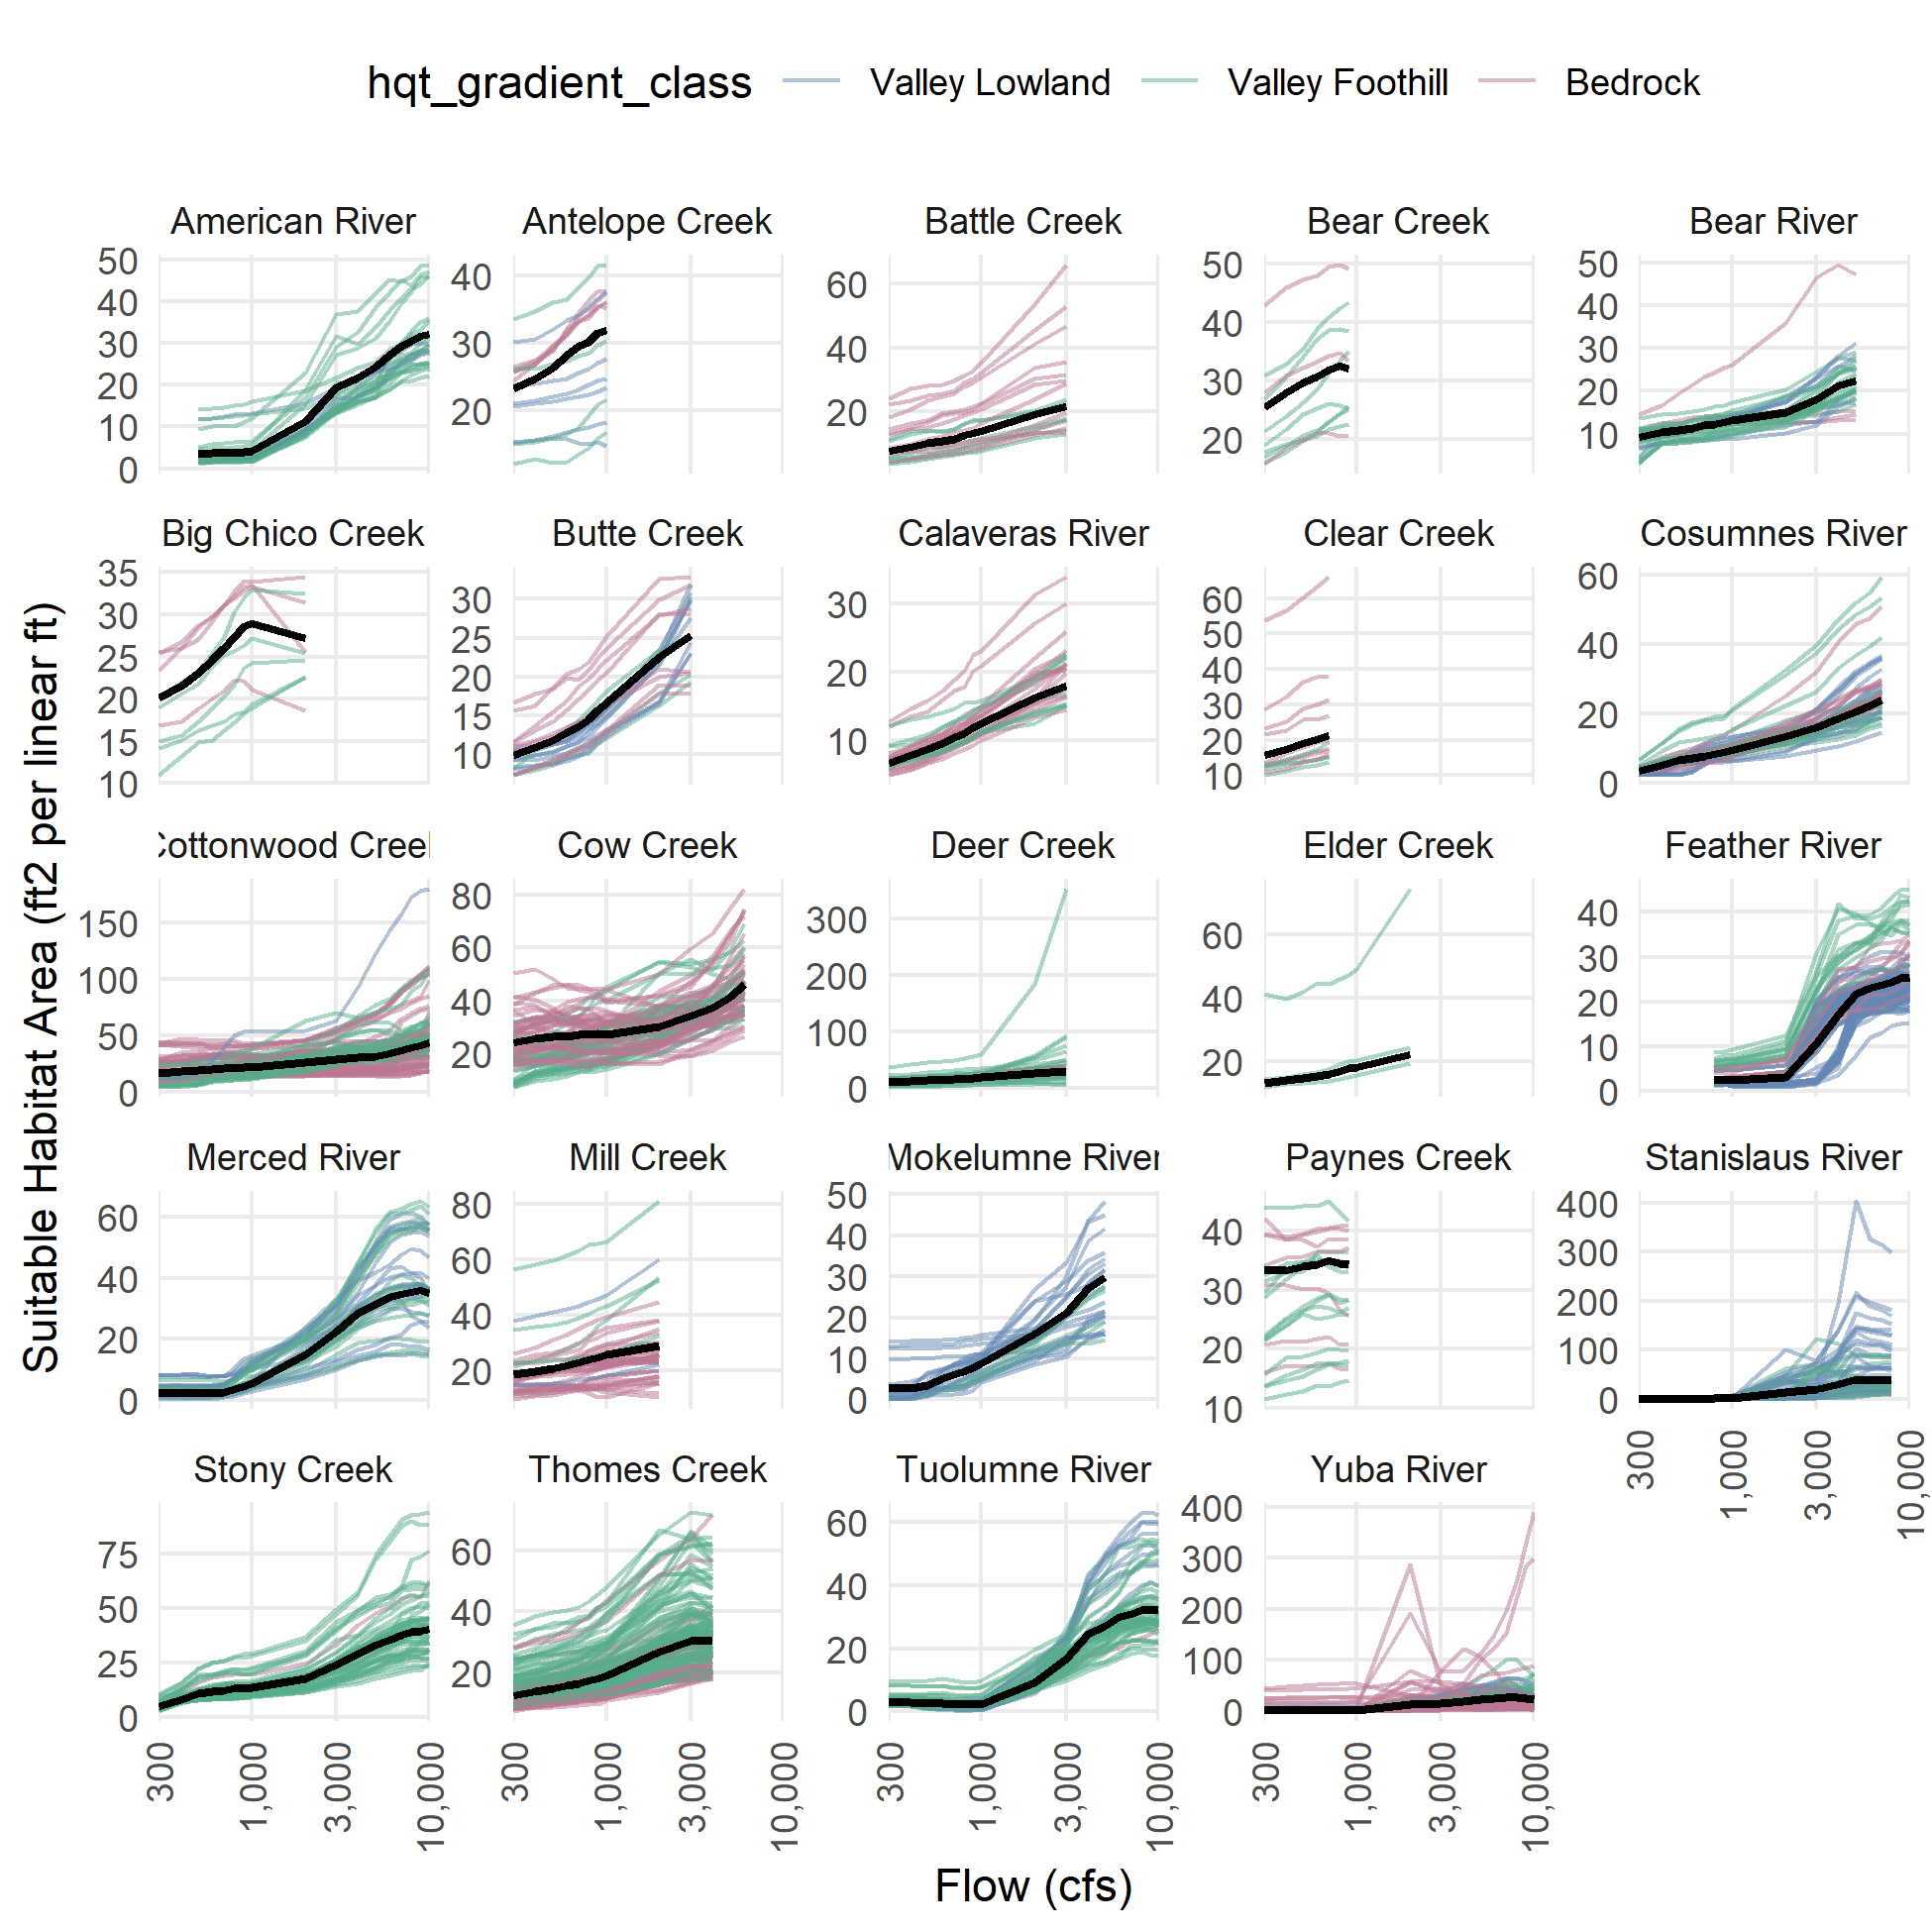 hqt_gradient_class Valley Lowland Valley Foothill Bedrock
American River Antelope Creek Battle Creek Bear Creek Bear River
50 40 30 20 10 0
40 30 20
60 40 20
50 40 30 20
50 40 30 20 10
Big Chico Creek Butte Creek Calaveras River Clear Creek Cosumnes River
35 30 25 20 15 10
30 25 20 15 10
30 20 10
60 50 40 30 20 10
60 40 20 0
Suitable Habitat Area (ft2 per linear ft)
Cottonwood Creek Cow Creek Deer Creek Elder Creek Feather River
150 100 50 0
80 60 40 20
300 200 100 0
60 40 20
40 30 20 10 0
Merced River Mill Creek Mokelumne River Paynes Creek Stanislaus River
60 40 20 0
80 60 40 20
50 40 30 20 10 0
40 30 20 10
400 300 200 100 0
300 1,000 3,000 10,000
Stony Creek Thomes Creek Tuolumne River Yuba River
75 50 25 0
60 40 20
60 40 20 0
400 300 200 100 0
300 1,000 3,000 10,000
300 1,000 3,000 10,000
300 1,000 3,000 10,000
300 1,000 3,000 10,000
Flow (cfs)